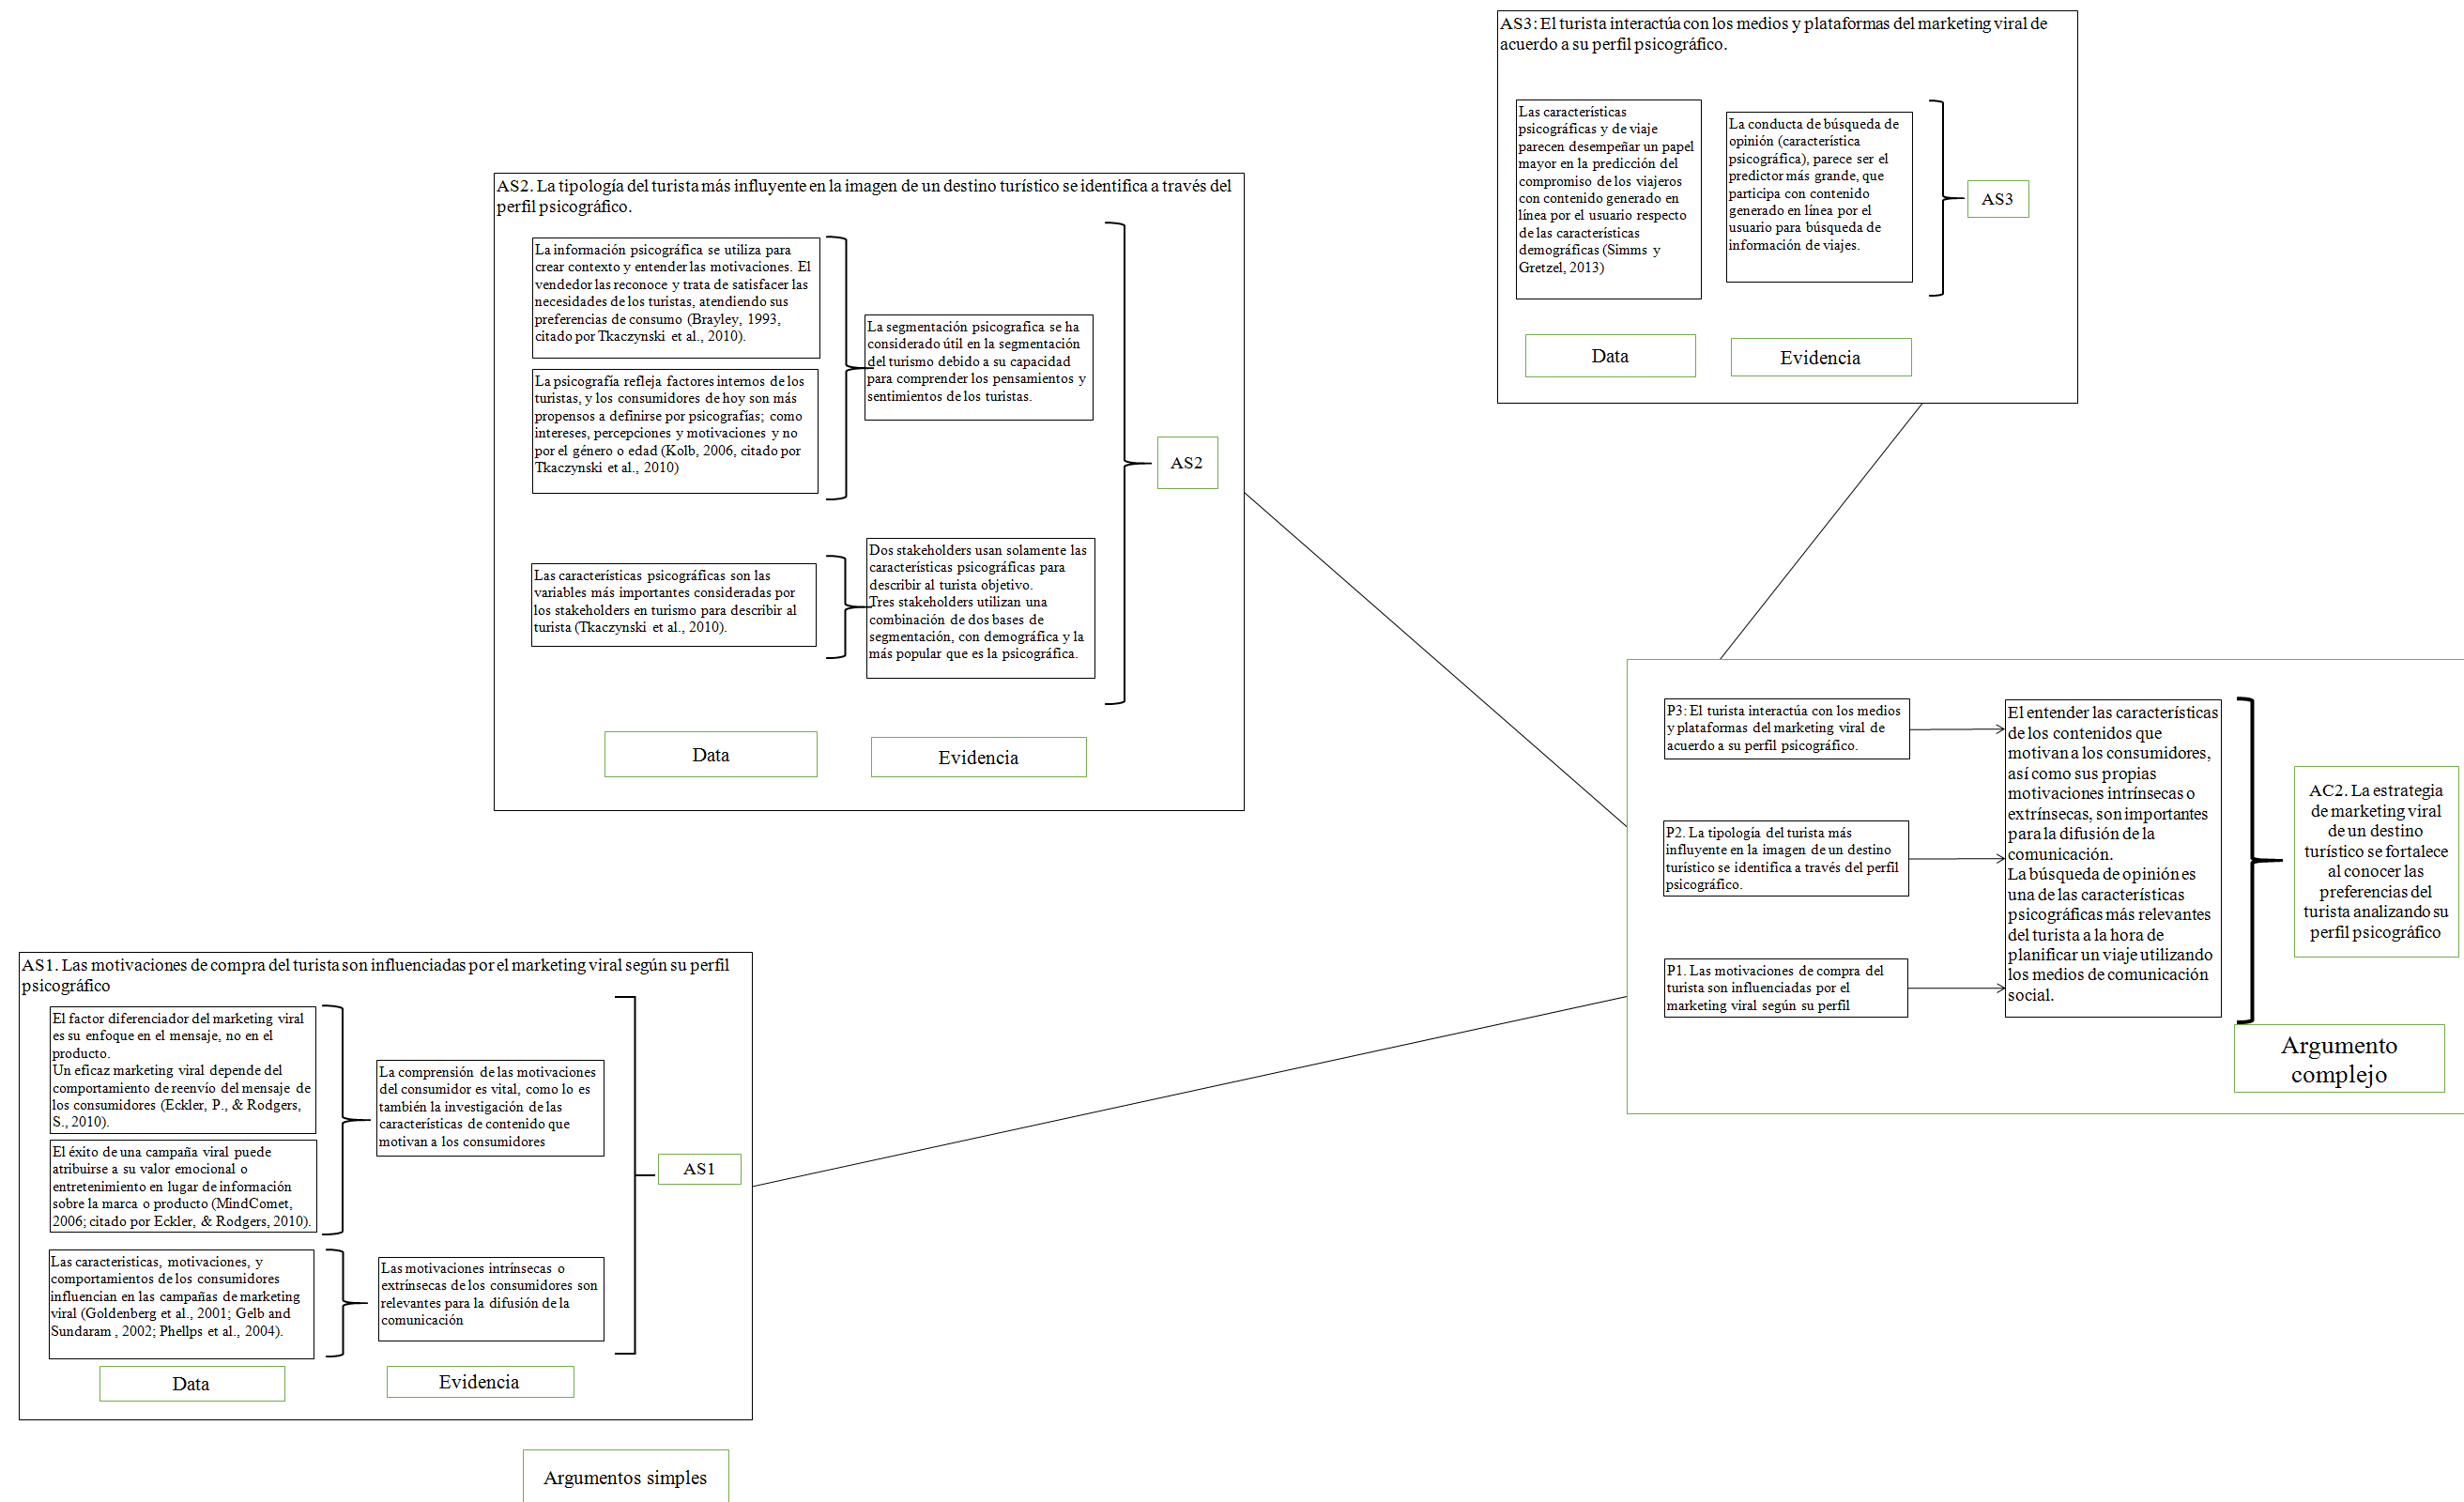 AS3: El turista interactúa con los medios y plataformas del marketing viral de
acuerdo a su perfil psicográfico.
Las características
psicográficas y de viaje
parecen desempeñar un papel
mayor en la predicción del
compromiso de los viajeros
con contenido generado en
línea por el usuario respecto
de las características
demográficas (Simms y
Gretzel, 2013)
La conducta de búsqueda de
opinión (característica
psicográfica), parece ser el
predictor más grande, que
participa con contenido
generado en línea por el
usuario para búsqueda de
información de viajes.
AS3
Data
Evidencia
AS2. La tipología del turista más influyente en la imagen de un destino turístico se identifica a través del
perfil psicográfico.
La información psicográfica se utiliza para
crear contexto y entender las motivaciones. El
vendedor las reconoce y trata de satisfacer las
necesidades de los turistas, atendiendo sus
preferencias de consumo (Brayley, 1993,
citado por Tkaczynski et al., 2010).
La psicografía refleja factores internos de los
turistas, y los consumidores de hoy son más
propensos a definirse por psicografías; como
intereses, percepciones y motivaciones y no
por el género o edad (Kolb, 2006, citado por
Tkaczynski et al., 2010)
La segmentación psicografica se ha
considerado útil en la segmentación
del turismo debido a su capacidad
para comprender los pensamientos y
sentimientos de los turistas.
AS2
Las características psicográficas son las
variables más importantes consideradas por
los stakeholders en turismo para describir al
turista (Tkaczynski et al., 2010).
Dos stakeholders usan solamente las
características psicográficas para
describir al turista objetivo.
Tres stakeholders utilizan una
combinación de dos bases de
segmentación, con demográfica y la
más popular que es la psicográfica.
Data
Evidencia
P3: El turista interactúa con los medios
y plataformas del marketing viral de
acuerdo a su perfil psicográfico.
P2. La tipología del turista más
influyente en la imagen de un destino
turístico se identifica a través del perfil
psicográfico.
P1. Las motivaciones de compra del
turista son influenciadas por el
marketing viral según su perfil
El entender las características
de los contenidos que
motivan a los consumidores,
así como sus propias
motivaciones intrínsecas o
extrínsecas, son importantes
para la difusión de la
comunicación.
La búsqueda de opinión es
una de las características
psicográficas más relevantes
del turista a la hora de
planificar un viaje utilizando
los medios de comunicación
social.
AC2. La estrategia
de marketing viral
de un destino
turístico se fortalece
al conocer las
preferencias del
turista analizando su
perfil psicográfico
Argumento
complejo
AS1. Las motivaciones de compra del turista son influenciadas por el marketing viral según su perfil
psicográfico
El factor diferenciador del marketing viral
es su enfoque en el mensaje, no en el
producto.
Un eficaz marketing viral depende del
comportamiento de reenvío del mensaje de
los consumidores (Eckler, P., & Rodgers,
S., 2010).
El éxito de una campaña viral puede
atribuirse a su valor emocional o
entretenimiento en lugar de información
sobre la marca o producto (MindComet,
2006; citado por Eckler, & Rodgers, 2010).
La comprensión de las motivaciones
del consumidor es vital, como lo es
también la investigación de las
características de contenido que
motivan a los consumidores
AS1
Las caracteristicas, motivaciones, y
comportamientos de los consumidores
influencian en las campañas de marketing
viral (Goldenberg et al., 2001; Gelb and
Sundaram , 2002; Phellps et al., 2004).
Las motivaciones intrínsecas o
extrínsecas de los consumidores son
relevantes para la difusión de la
comunicación
Data
Evidencia
Argumentos simples